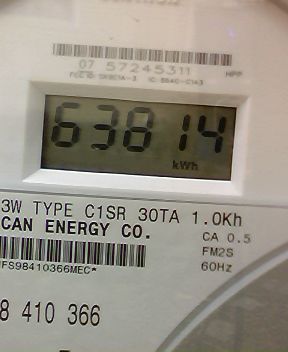 07 57245311 HPP
63814
kWh
3W TYPE C1SR 30TA 1.0Kh
CAN ENERGY CO.
CA 0.5
FM2S
60Hz
FS98410366MEC*
8 410 366